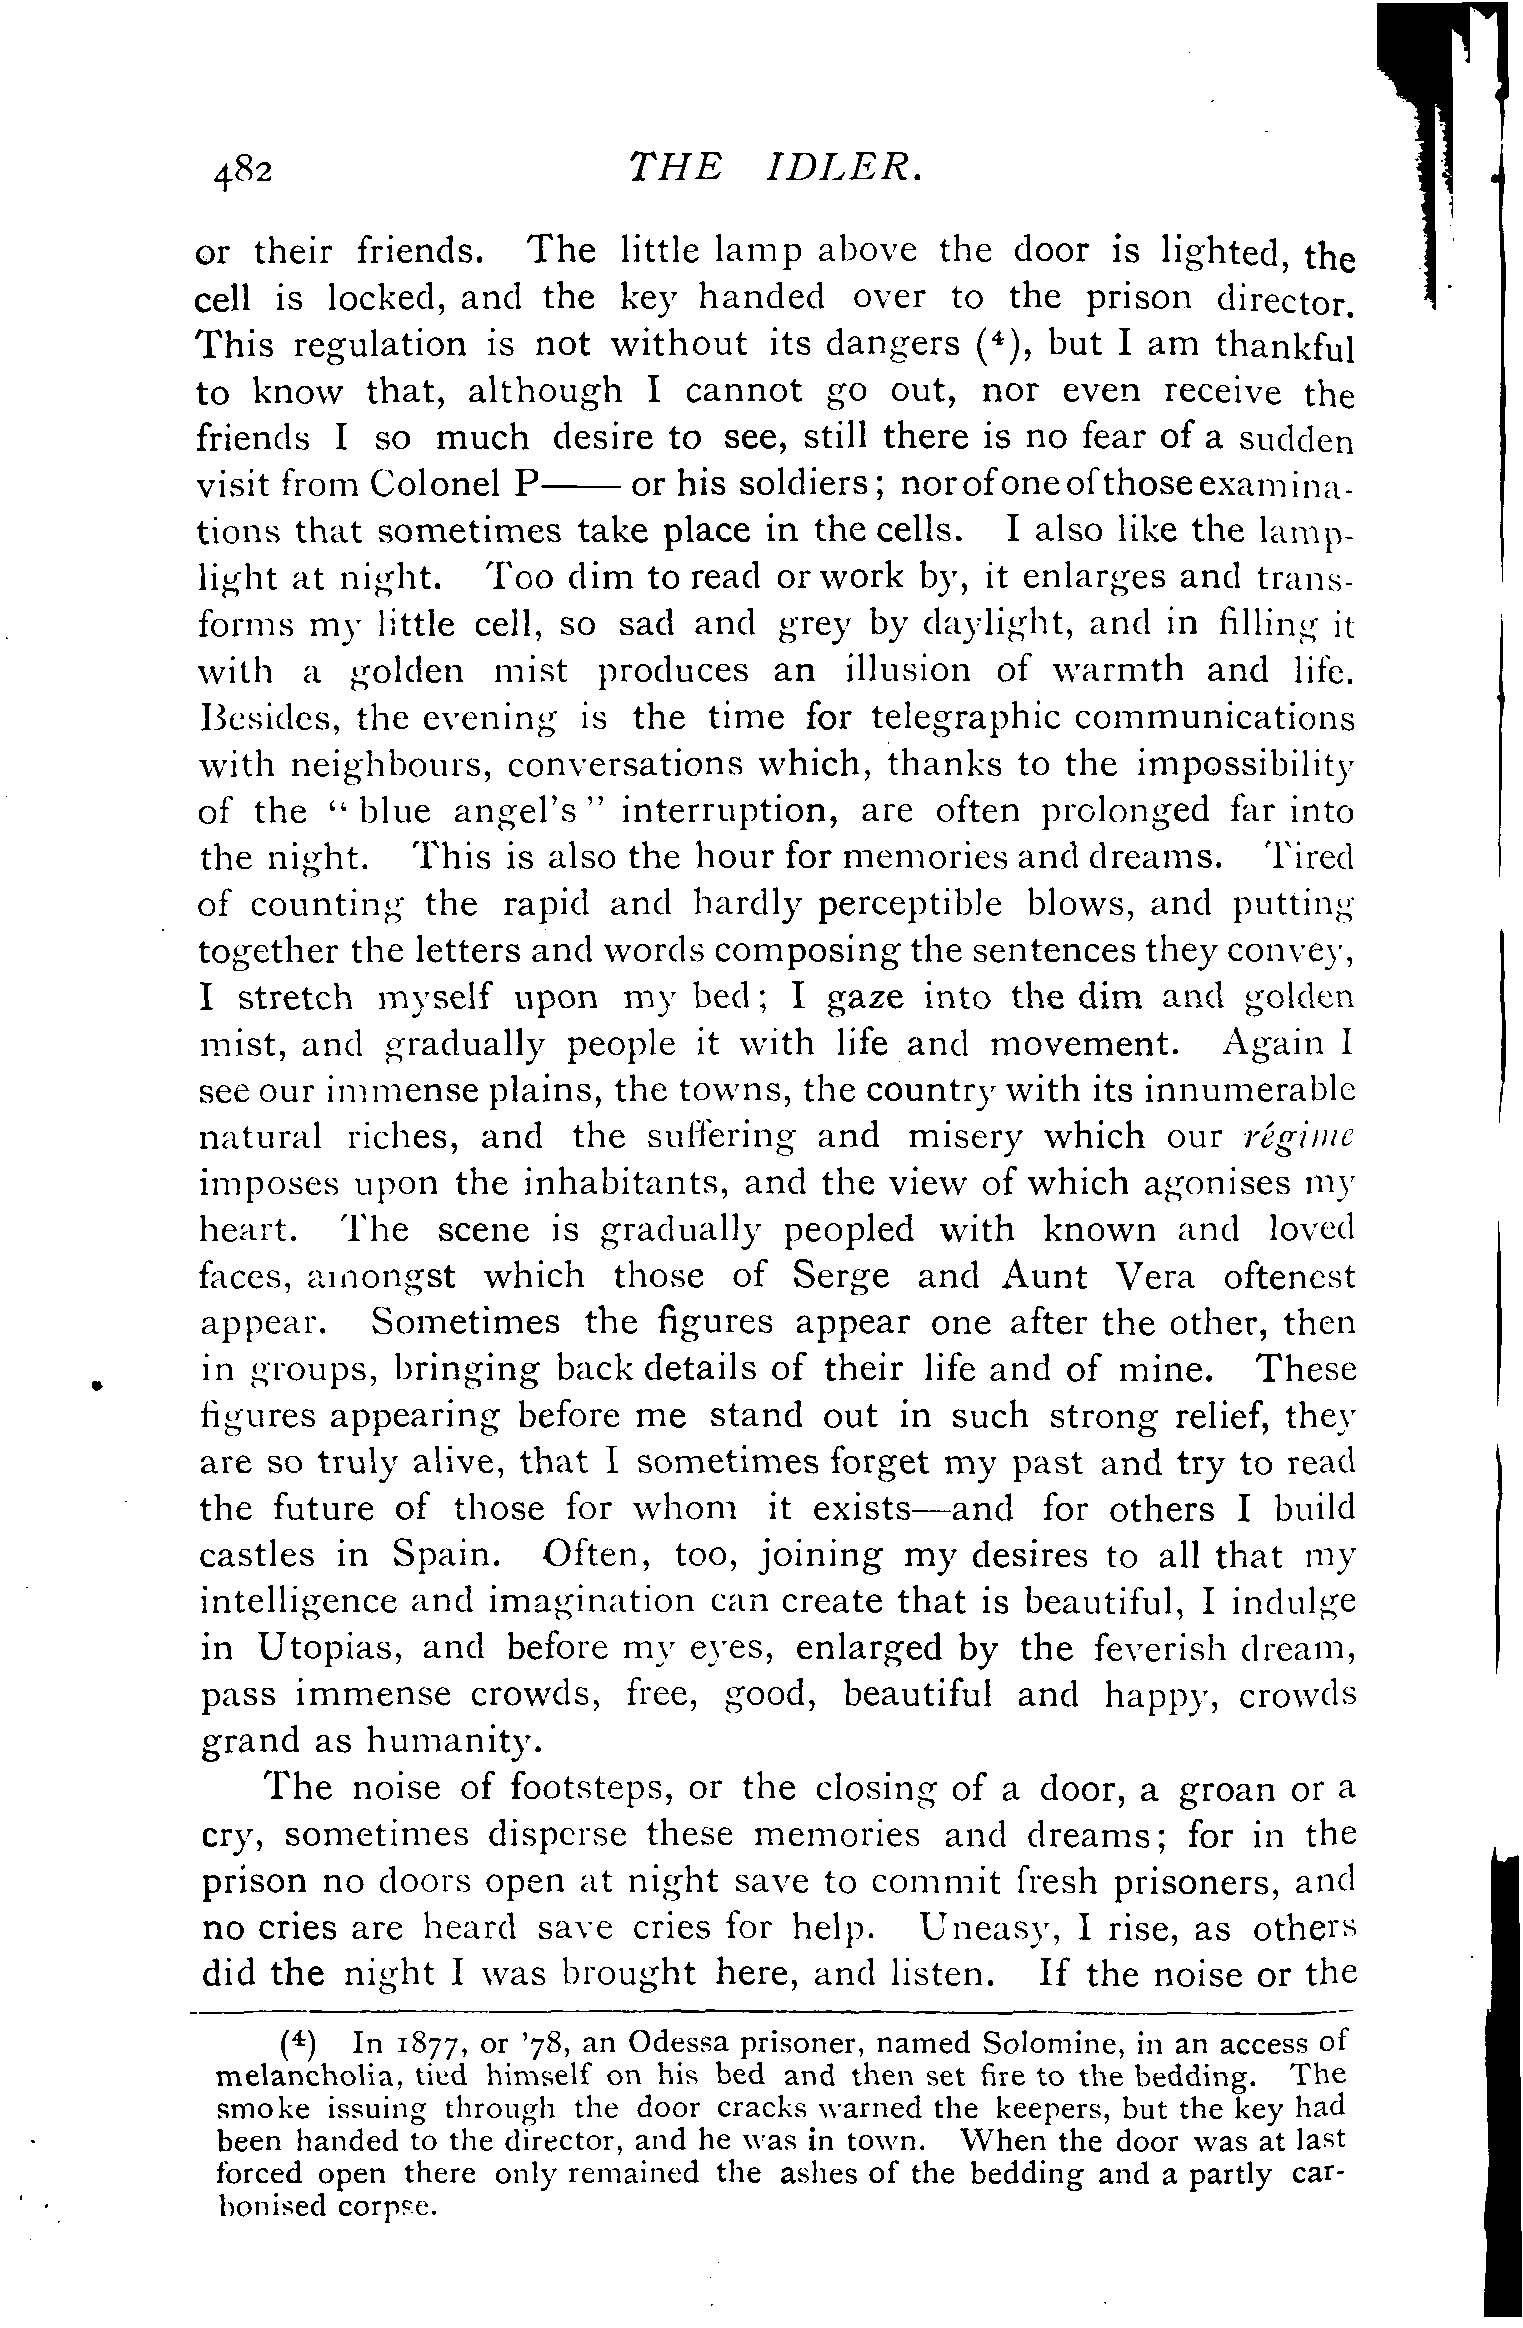 482 THE IDLER.
or their friends. The little lamp above the door is lighted, the
cell is locked, and the key handed over to the prison director.
This regulation is not without its dangers (4), but I am thankful
to know that, although I cannot go out, nor even receive the
friends I so much desire to see, still there is no fear of a sudden
visit from Colonel P—— or his soldiers; nor of one of those examina-
tions that sometimes take place in the cells. I also like the lamp-
light at night. Too dim to read or work by, it enlarges and trans-
forms my little cell, so sad and grey by daylight, and in filling it
with a golden mist produces an illusion of warmth and life.
Besides, the evening is the time for telegraphic communications
with neighbours, conversations which, thanks to the impossibility
of the "blue angel's" interruption, are often prolonged far into
the night. This is also the hour for memories and dreams. Tired
of counting the rapid and hardly perceptible blows, and putting
together the letters and words composing the sentences they convey,
I stretch myself upon my bed; I gaze into the dim and golden
mist, and gradually people it with life and movement. Again I
see our immense plains, the towns, the country with its innumerable
natural riches, and the suffering and misery which our régime
imposes upon the inhabitants, and the view of which agonises my
heart. The scene is gradually peopled with known and loved
faces, amongst which those of Serge and Aunt Vera oftenest
appear. Sometimes the figures appear one after the other, then
in groups, bringing back details of their life and of mine. These
figures appearing before me stand out in such strong relief, they
are so truly alive, that I sometimes forget my past and try to read
the future of those for whom it exists—and for others I build
castles in Spain. Often, too, joining my desires to all that my
intelligence and imagination can create that is beautiful, I indulge
in Utopias, and before my eyes, enlarged by the feverish dream,
pass immense crowds, free, good, beautiful and happy, crowds
grand as humanity.
The noise of footsteps, or the closing of a door, a groan or a
cry, sometimes disperse these memories and dreams; for in the
prison no doors open at night save to commit fresh prisoners, and
no cries are heard save cries for help. Uneasy, I rise, as others
did the night I was brought here, and listen. If the noise or the
(4) In 1877, or '78, an Odessa prisoner, named Solomine, in an access of
melancholia, tied himself on his bed and then set fire to the bedding. The
smoke issuing through the door cracks warned the keepers, but the key had
been handed to the director, and he was in town. When the door was at last
forced open there only remained the ashes of the bedding and a partly car-
bonised corpse.